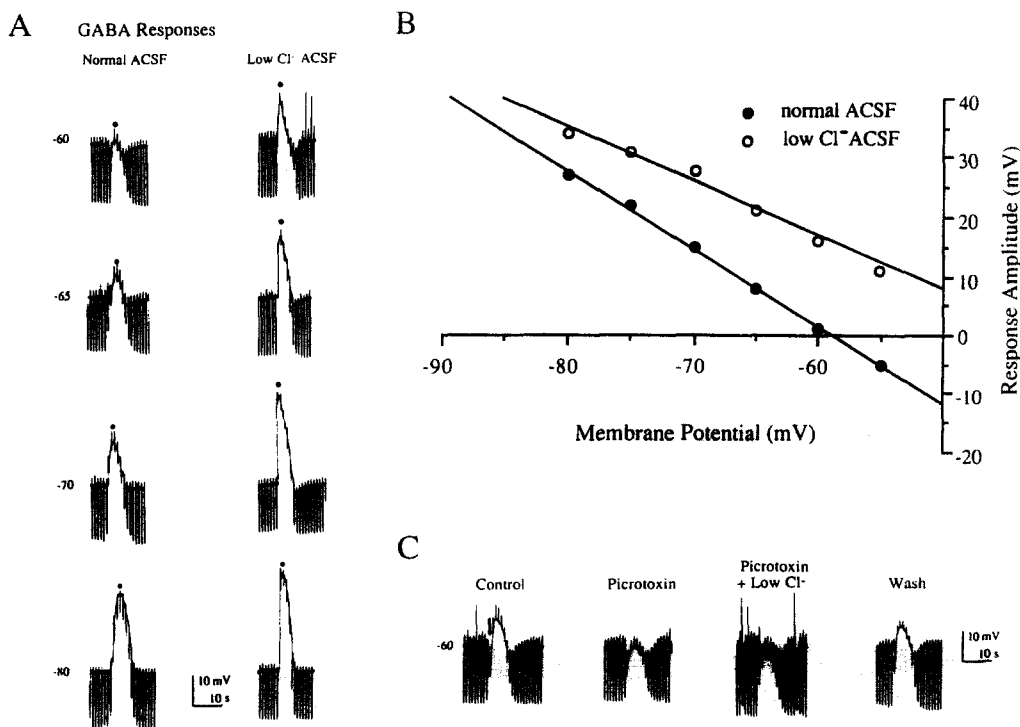 A
GABA Responses
Normal ACSF
Low Cl⁻ ACSF
-60
-65
-70
-80
10 mV
10 s
B
normal ACSF
low Cl⁻ ACSF
40
30
20
10
0
-10
-20
-90
-80
-70
-60
Response Amplitude (mV)
Membrane Potential (mV)
C
Control
Picrotoxin
Picrotoxin
+ Low Cl⁻
Wash
-60
10 mV
10 s